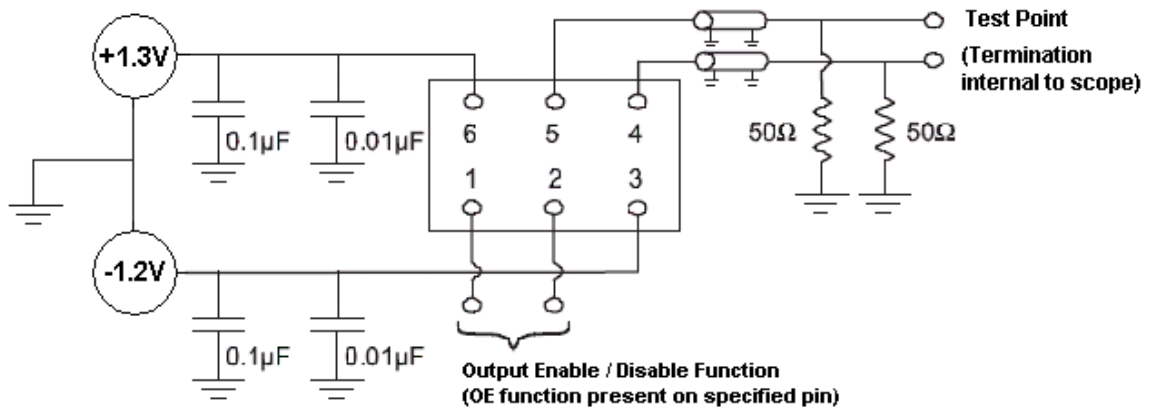 Test Point
+1.3V
(Termination
internal to scope)
0.1µF
0.01µF
6
5
4
50Ω
50Ω
1
2
3
-1.2V
0.1µF
0.01µF
Output Enable / Disable Function
(OE function present on specified pin)